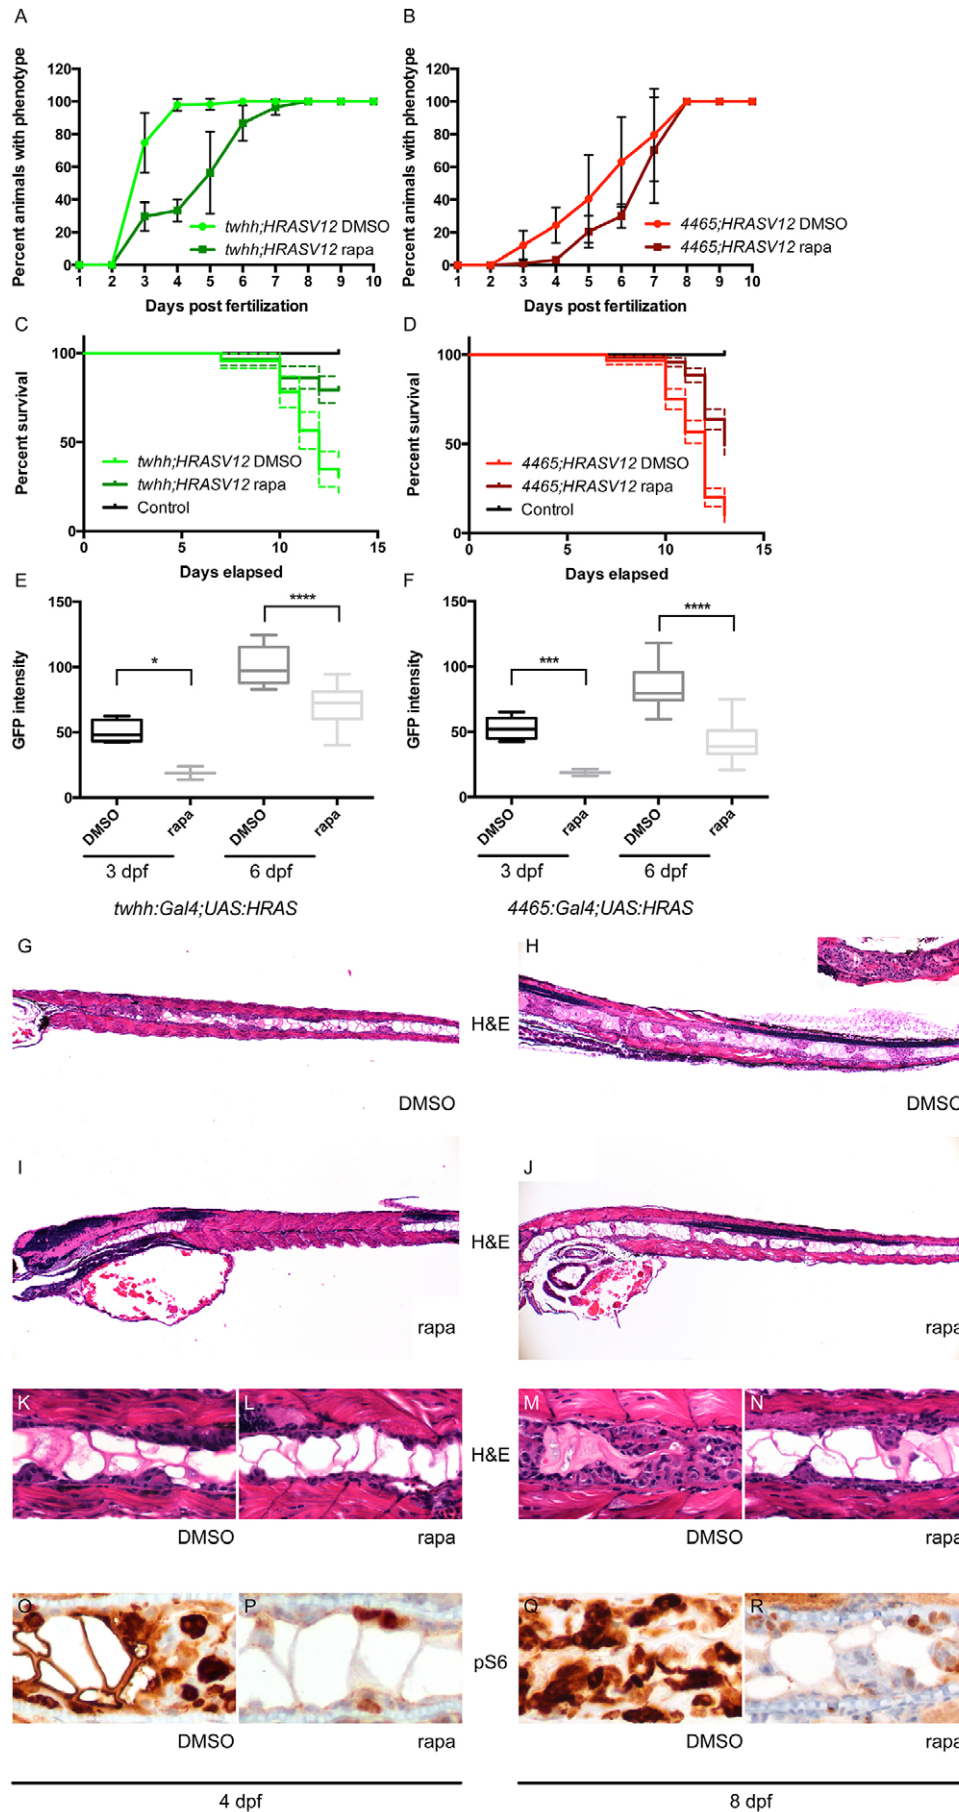 A
Percent animals with phenotype
120
100
80
60
40
20
0
1 2 3 4 5 6 7 8 9 10
Days post fertilization
twhh;HRASV12 DMSO
twhh;HRASV12 rapa
B
Percent animals with phenotype
120
100
80
60
40
20
0
1 2 3 4 5 6 7 8 9 10
Days post fertilization
4465;HRASV12 DMSO
4465;HRASV12 rapa
C
Percent survival
100
50
0
0 5 10 15
Days elapsed
twhh;HRASV12 DMSO
twhh;HRASV12 rapa
Control
D
Percent survival
100
50
0
0 5 10 15
Days elapsed
4465;HRASV12 DMSO
4465;HRASV12 rapa
Control
E
GFP intensity
150
100
50
0
*
****
DMSO rapa DMSO rapa
3 dpf 6 dpf
twhh:Gal4;UAS:HRAS
F
GFP intensity
150
100
50
0
***
****
DMSO rapa DMSO rapa
3 dpf 6 dpf
4465:Gal4;UAS:HRAS
G
H
H&E
DMSO DMSO
I
J
H&E
rapa rapa
K L M N
H&E
DMSO rapa DMSO rapa
O P Q R
pS6
DMSO rapa DMSO rapa
4 dpf 8 dpf